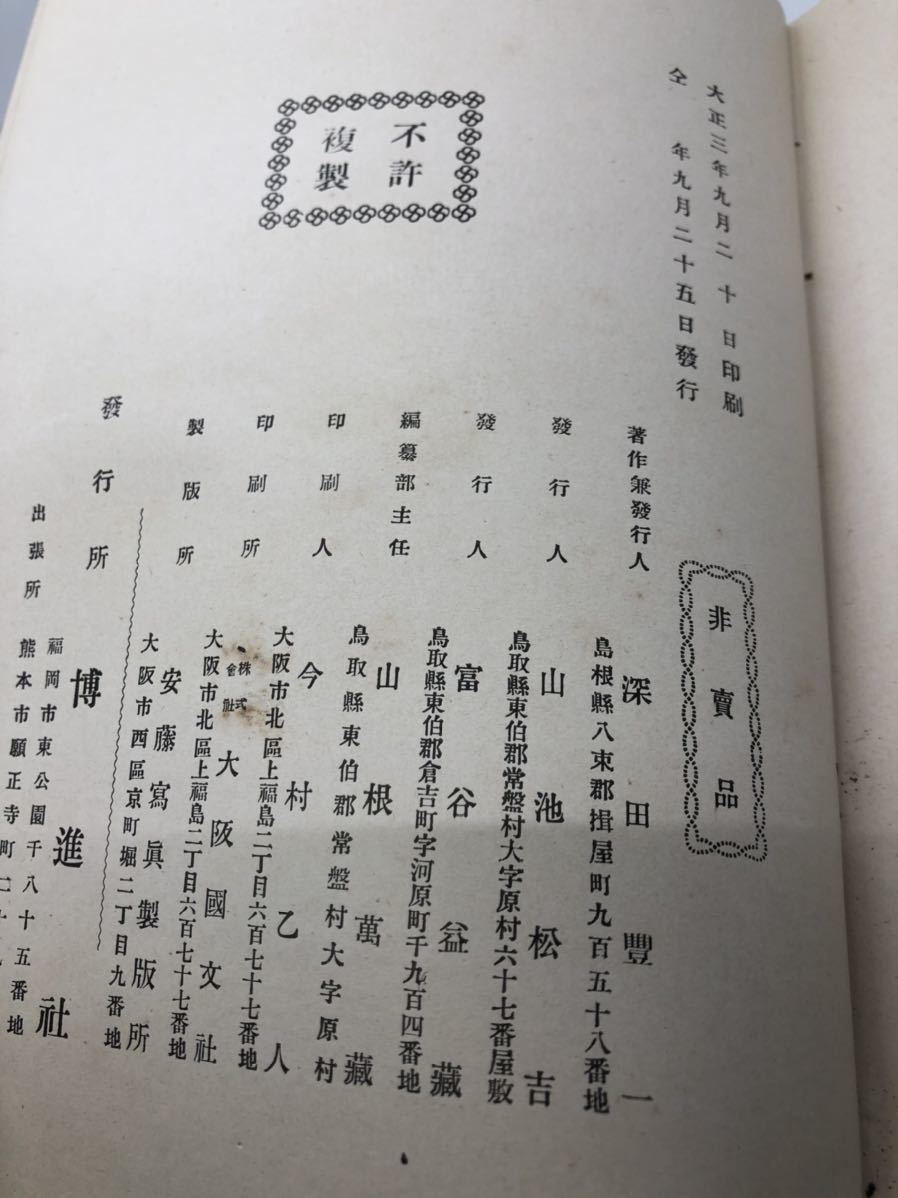 大正三年九月二十日印刷
仝年九月二十五日發行
不許
複製
非賣品
著作兼發行人
深田豐一
島根縣八束郡揖屋町九百五十八番地
發行人
山池松吉
鳥取縣東伯郡常盤村大字原村六十七番屋敷
發行人
富谷益藏
鳥取縣東伯郡倉吉町字河原町千九百四番地
編纂部主任
山根萬藏
鳥取縣東伯郡常盤村大字原村
印刷人
今村乙人
大阪市北區上福島二丁目六百七十七番地
印刷所
株式會社大阪國文社
大阪市北區上福島二丁目六百七十七番地
製版所
安藤寫眞製版所
大阪市西區京町堀二丁目九番地
發行所
博進社
出張所
福岡市東公園千八十五番地
熊本市願正寺町